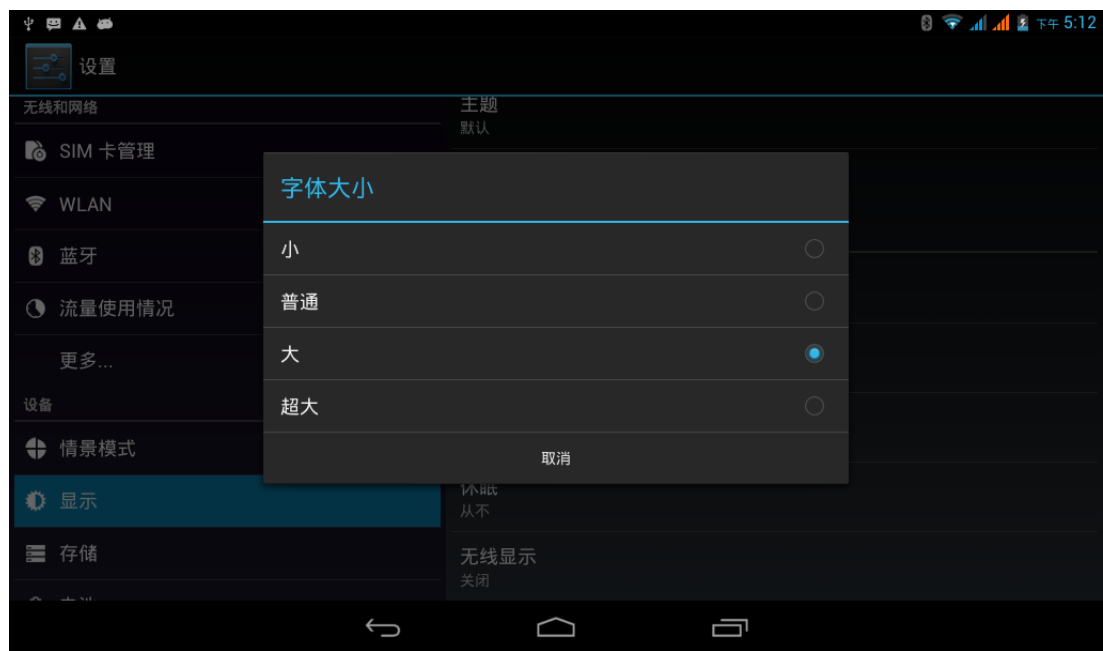 下午 5:12
设置
无线和网络
SIM 卡管理
WLAN
蓝牙
流量使用情况
更多...
设备
情景模式
显示
存储
主题
默认
字体大小
小
普通
大
超大
取消
休眠
从不
无线显示
关闭